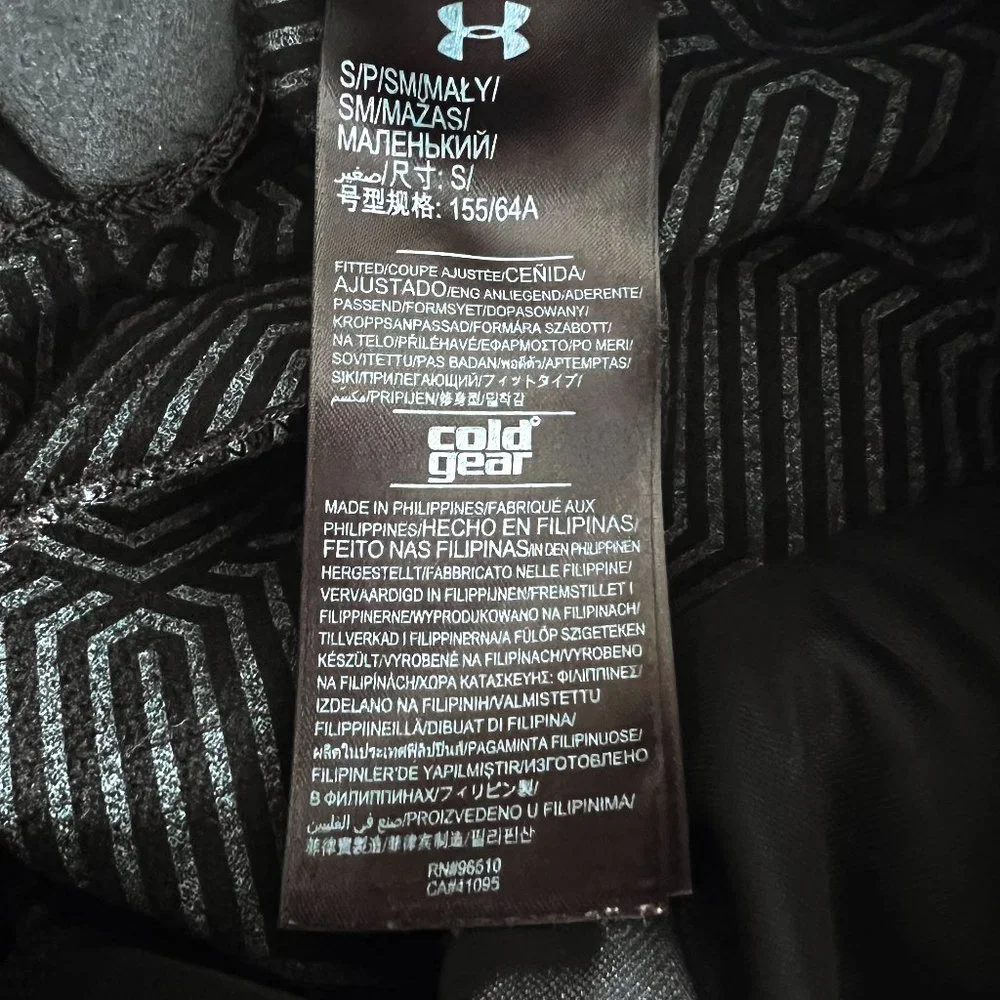 S/P/SM/MAŁY/
SM/MAŽAS/
МАЛЕНЬКИЙ/
صغير/尺寸: S/
号型规格: 155/64A
FITTED/COUPE AJUSTÉE/CEÑIDA/
AJUSTADO/ENG ANLIEGEND/ADERENTE/
PASSEND/FORMSYET/DOPASOWANY/
KROPPSANPASSAD/FORMÁRA SZABOTT/
NA TELO/PŘILÉHAVÉ/ΕΦΑΡΜΟΣΤΟ/PO MERI/
SOVITETTU/PAS BADAN/พอดีตัว/APTEMPTAS/
SIKI/ПРИЛЕГАЮЩИЙ/フィットタイプ/
مقسم/PRIPIJEN/修身型/밀착감
cold
gear
MADE IN PHILIPPINES/FABRIQUÉ AUX
PHILIPPINES/HECHO EN FILIPINAS/
FEITO NAS FILIPINAS/IN DEN PHILIPPINEN
HERGESTELLT/FABBRICATO NELLE FILIPPINE/
VERVAARDIGD IN FILIPPIJNEN/FREMSTILLET I
FILIPPINERNE/WYPRODUKOWANO NA FILIPINACH/
TILLVERKAD I FILIPPINERNA/A FÜLÖP SZIGETEKEN
KÉSZÜLT/VYROBENÉ NA FILIPÍNACH/VYROBENO
NA FILIPÍNÁCH/ΧΩΡΑ ΚΑΤΑΣΚΕΥΗΣ: ΦΙΛΙΠΠΙΝΕΣ/
IZDELANO NA FILIPINIH/VALMISTETTU
FILIPPIINEILLÄ/DIBUAT DI FILIPINA/
ผลิตในประเทศฟิลิปปินส์/PAGAMINTA FILIPINUOSE/
FILIPINLER'DE YAPILMIŞTIR/ИЗГОТОВЛЕНО
В ФИЛИППИНАХ/フィリピン製/
صنع في الفلبين/PROIZVEDENO U FILIPINIMA/
菲律賓製造/菲律宾制造/필리핀산
RN#96510
CA#41095